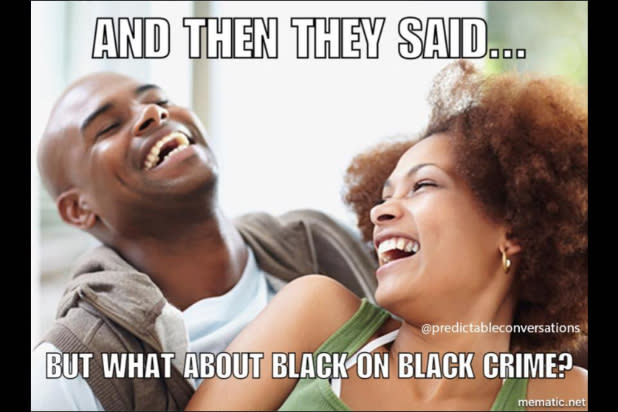 AND THEN THEY SAID...
@predictableconversations
BUT WHAT ABOUT BLACK ON BLACK CRIME?
mematic.net